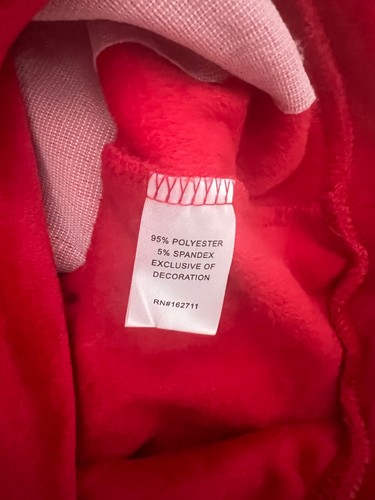 95% POLYESTER
5% SPANDEX
EXCLUSIVE OF
DECORATION
RN#162711